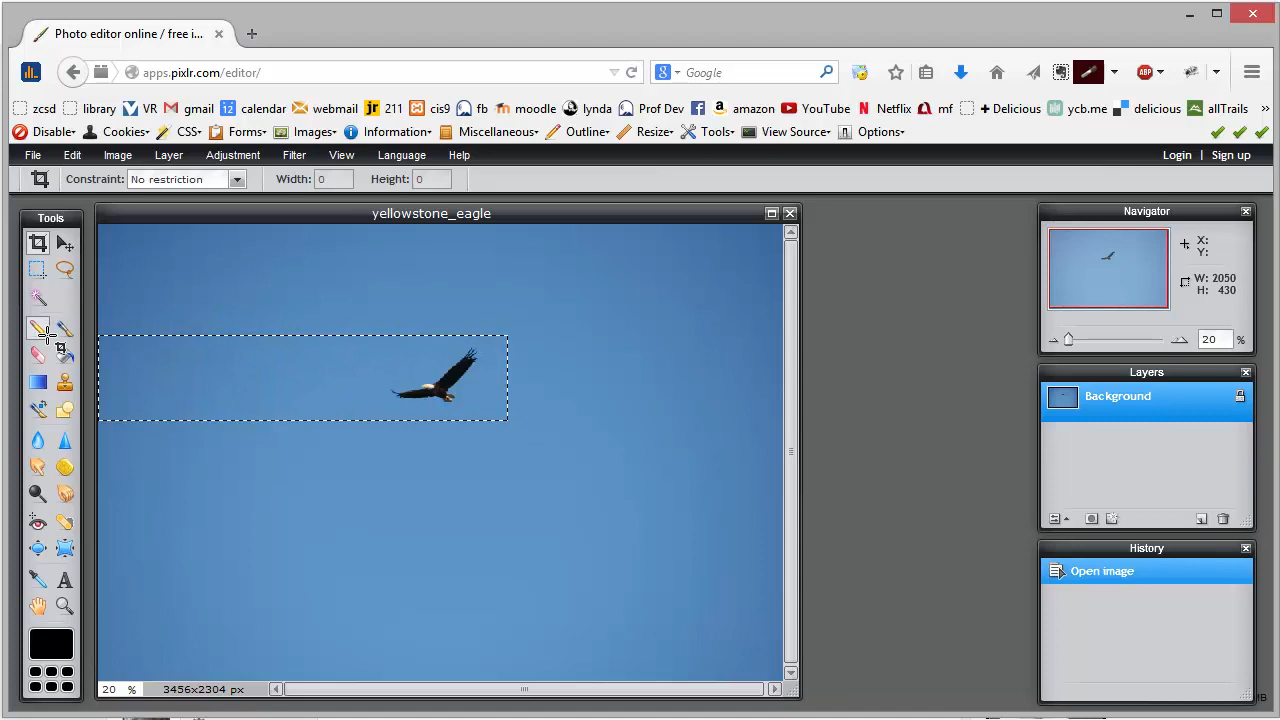 Photo editor online / free i...
apps.pixlr.com/editor/
Google
ABP
zcsd library VR gmail calendar webmail 211 cis9 fb moodle lynda Prof Dev amazon YouTube Netflix mf + Delicious ycb.me delicious allTrails »
Disable Cookies CSS Forms Images Information Miscellaneous Outline Resize Tools View Source Options
File Edit Image Layer Adjustment Filter View Language Help Login | Sign up
Constraint: No restriction Width: 0 Height: 0
Tools
yellowstone_eagle
Navigator
X:
Y:
W: 2050
H: 430
20 %
Layers
Background
History
Open image
20 % 3456x2304 px